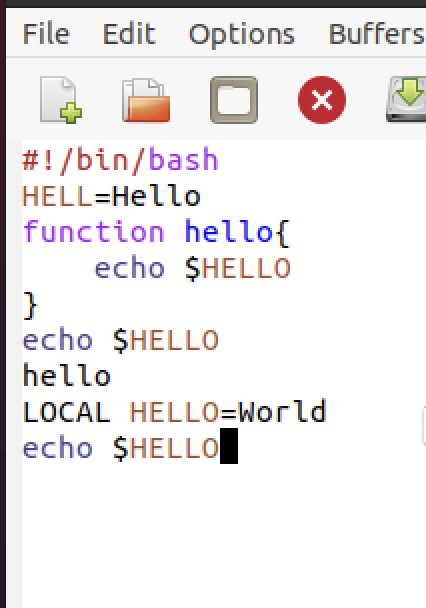 File Edit Options Buffers
#!/bin/bash
HELL=Hello
function hello{
    echo $HELLO
}
echo $HELLO
hello
LOCAL HELLO=World
echo $HELLO